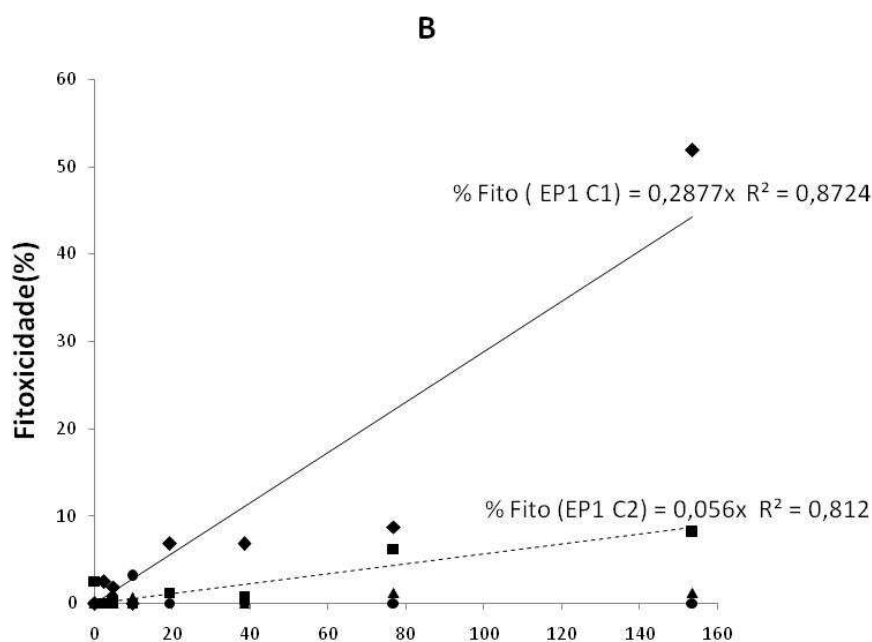 B
60
50
% Fito ( EP1 C1) = 0,2877x R² = 0,8724
40
Fitoxicidade(%)
30
20
% Fito (EP1 C2) = 0,056x R² = 0,812
10
0
0 20 40 60 80 100 120 140 160